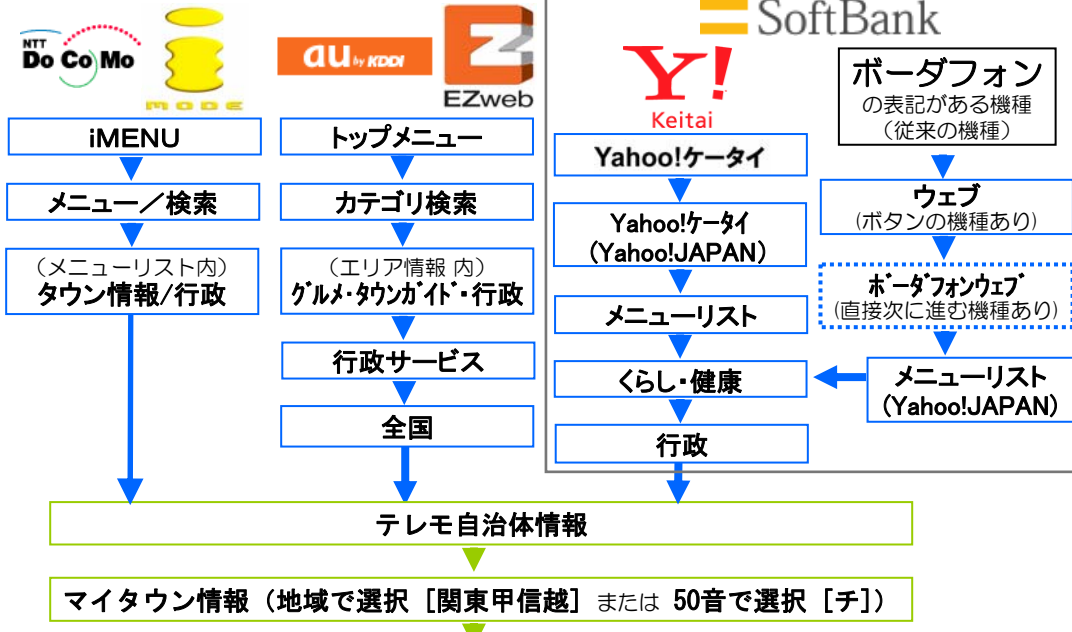 NTT
Do Co Mo
MODE
iMENU
メニュー／検索
（メニューリスト内）
タウン情報/行政
au by KDDI
EZweb
トップメニュー
カテゴリ検索
（エリア情報 内）
ｸﾞﾙﾒ・ﾀｳﾝｶﾞｲﾄﾞ・行政
行政サービス
全国
SoftBank
Y!
Keitai
Yahoo!ケータイ
Yahoo!ｹｰﾀｲ
(Yahoo!JAPAN)
メニューリスト
くらし・健康
行政
ボーダフォン
の表記がある機種
（従来の機種）
ウェブ
(ボタンの機種あり)
ﾎﾞｰﾀﾞﾌｫﾝｳｪﾌﾞ
(直接次に進む機種あり)
メニューリスト
(Yahoo!JAPAN)
テレモ自治体情報
マイタウン情報（地域で選択［関東甲信越］または 50音で選択［チ］）